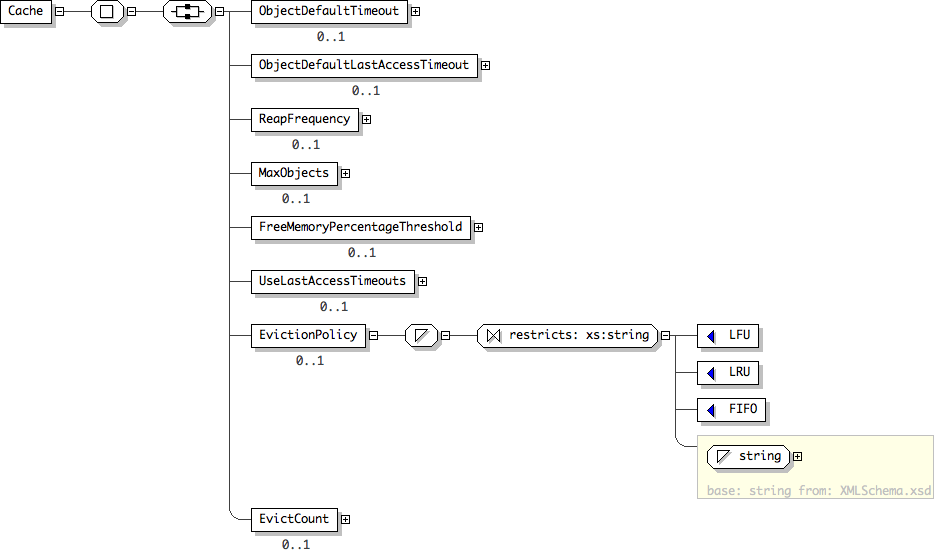 Cache
ObjectDefaultTimeout
0..1
ObjectDefaultLastAccessTimeout
0..1
ReapFrequency
0..1
MaxObjects
0..1
FreeMemoryPercentageThreshold
0..1
UseLastAccessTimeouts
0..1
EvictionPolicy
0..1
restricts: xs:string
LFU
LRU
FIFO
string
base: string from: XMLSchema.xsd
EvictCount
0..1